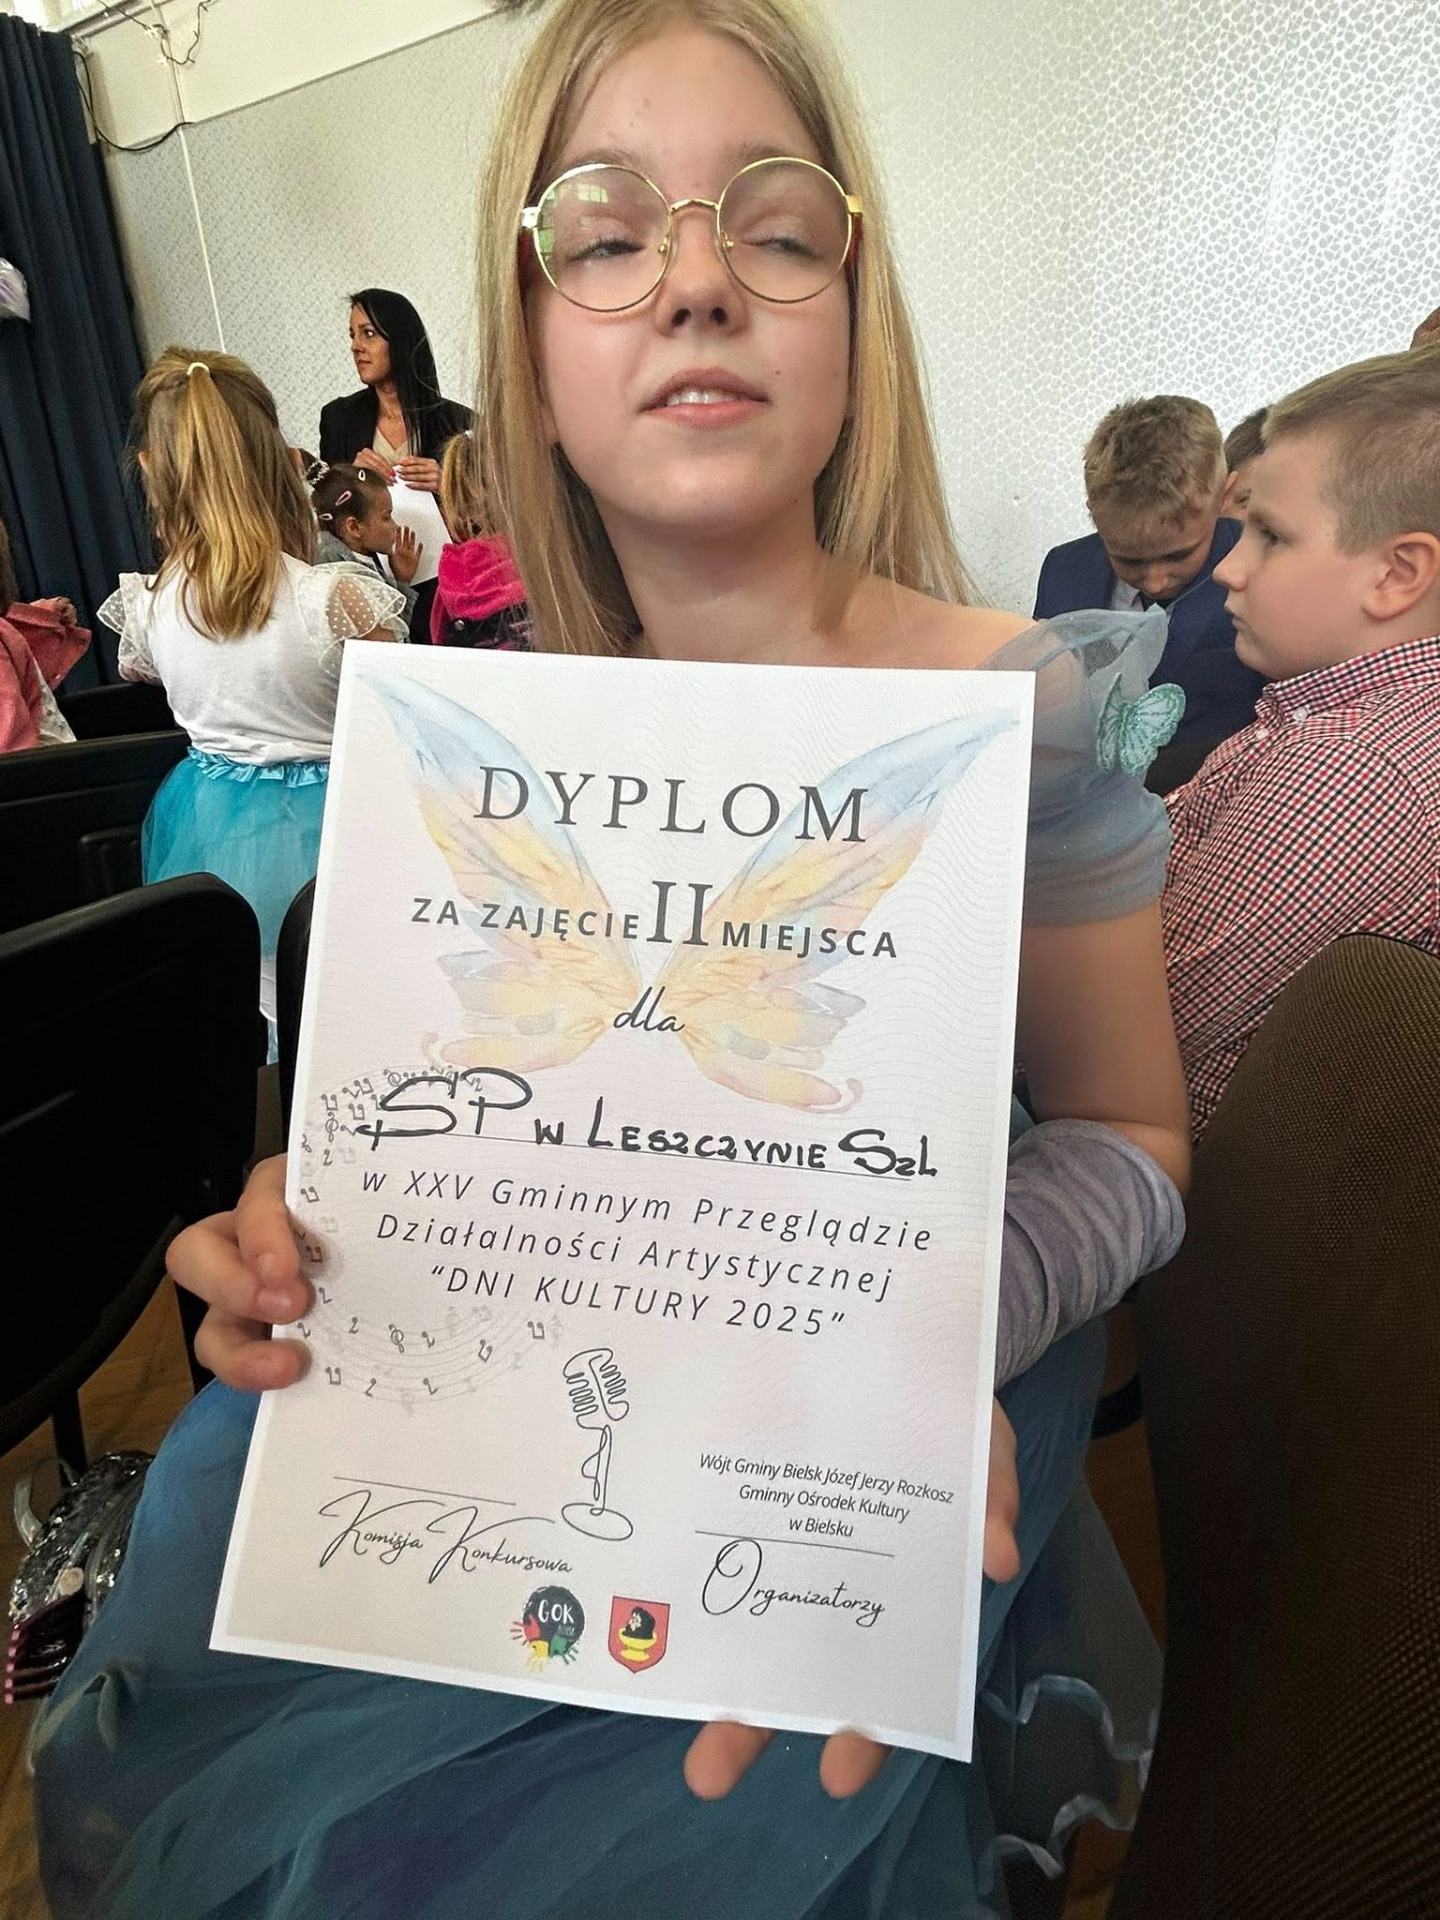 DYPLOM
ZA ZAJĘCIE II MIEJSCA
dla
SP w LESZCZYNIE SZL
w XXV Gminnym Przeglądzie
Działalności Artystycznej
“DNI KULTURY 2025”
Wójt Gminy Bielsk Józef Jerzy Rozkosz
Gminny Ośrodek Kultury
w Bielsku
Komisja Konkursowa
Organizatorzy
GOK